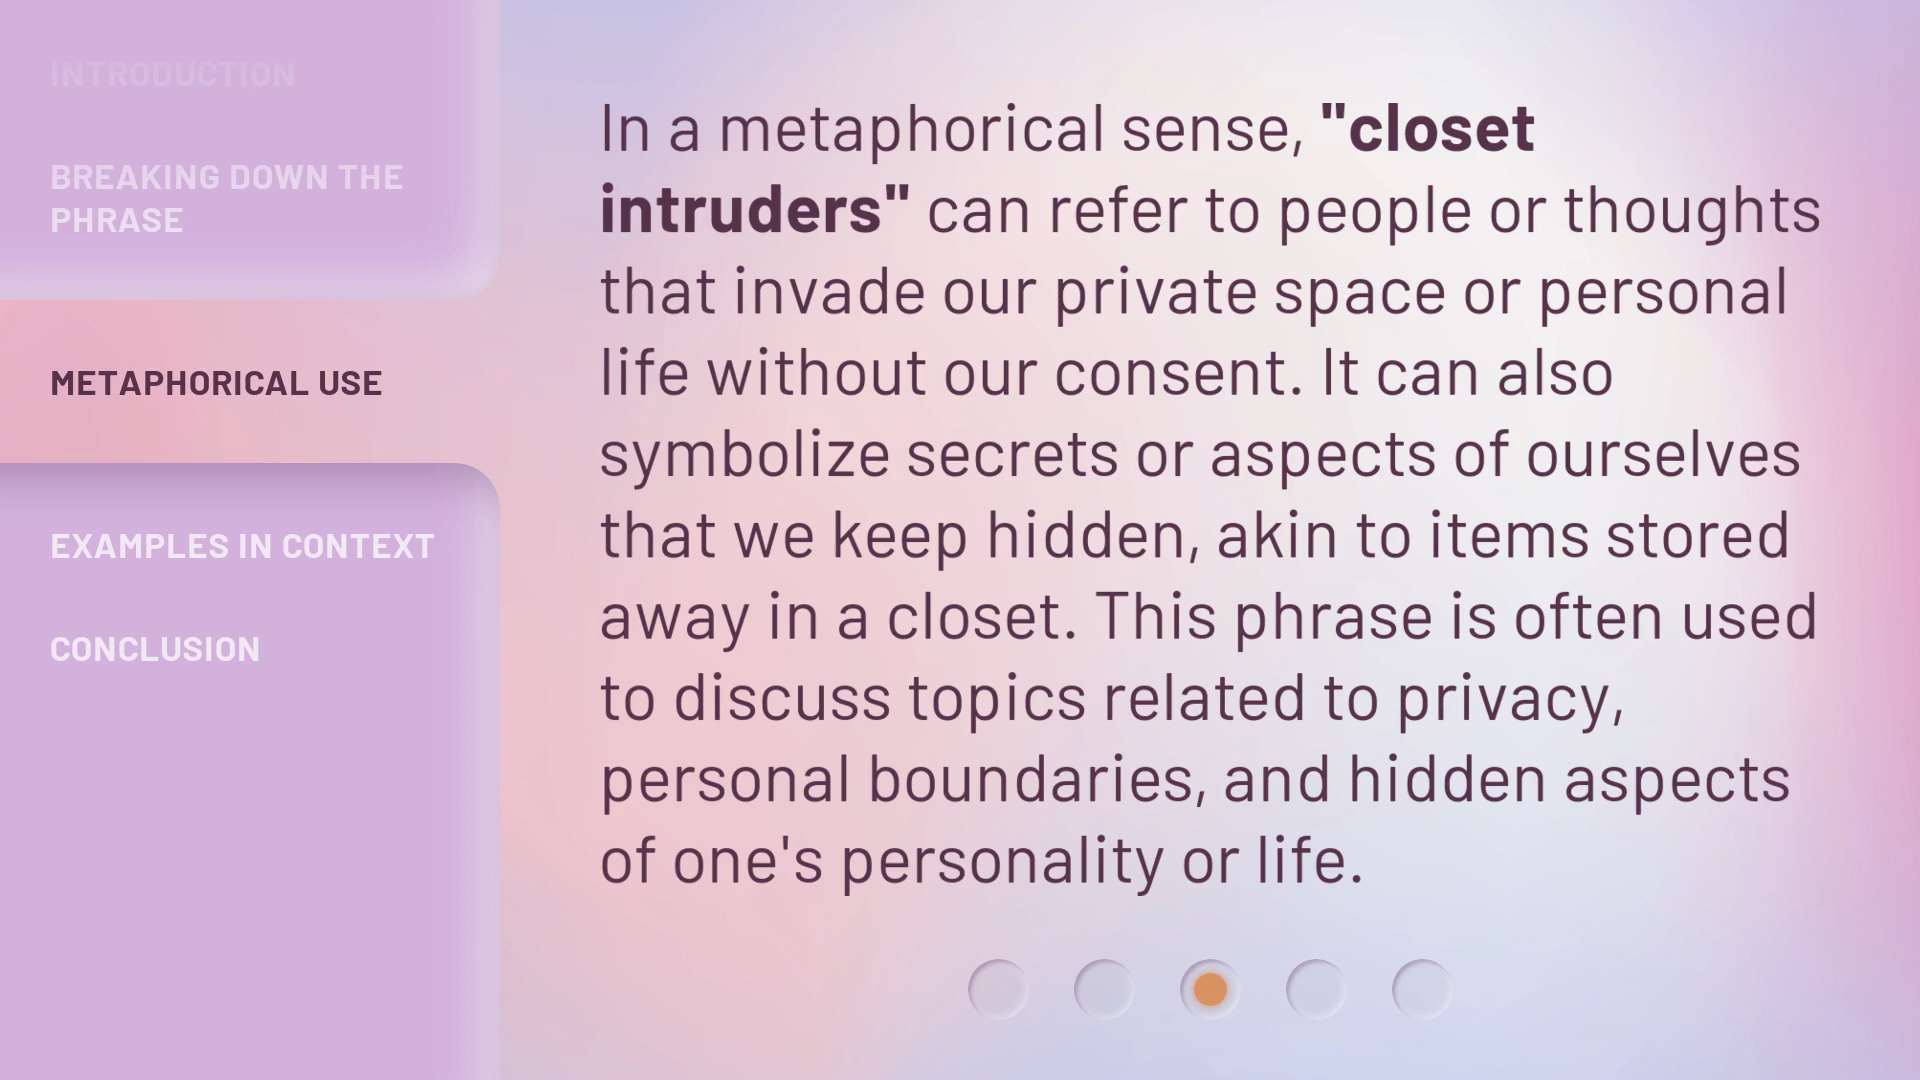 INTRODUCTION
BREAKING DOWN THE
PHRASE
METAPHORICAL USE
EXAMPLES IN CONTEXT
CONCLUSION
In a metaphorical sense, "closet
intruders" can refer to people or thoughts
that invade our private space or personal
life without our consent. It can also
symbolize secrets or aspects of ourselves
that we keep hidden, akin to items stored
away in a closet. This phrase is often used
to discuss topics related to privacy,
personal boundaries, and hidden aspects
of one's personality or life.